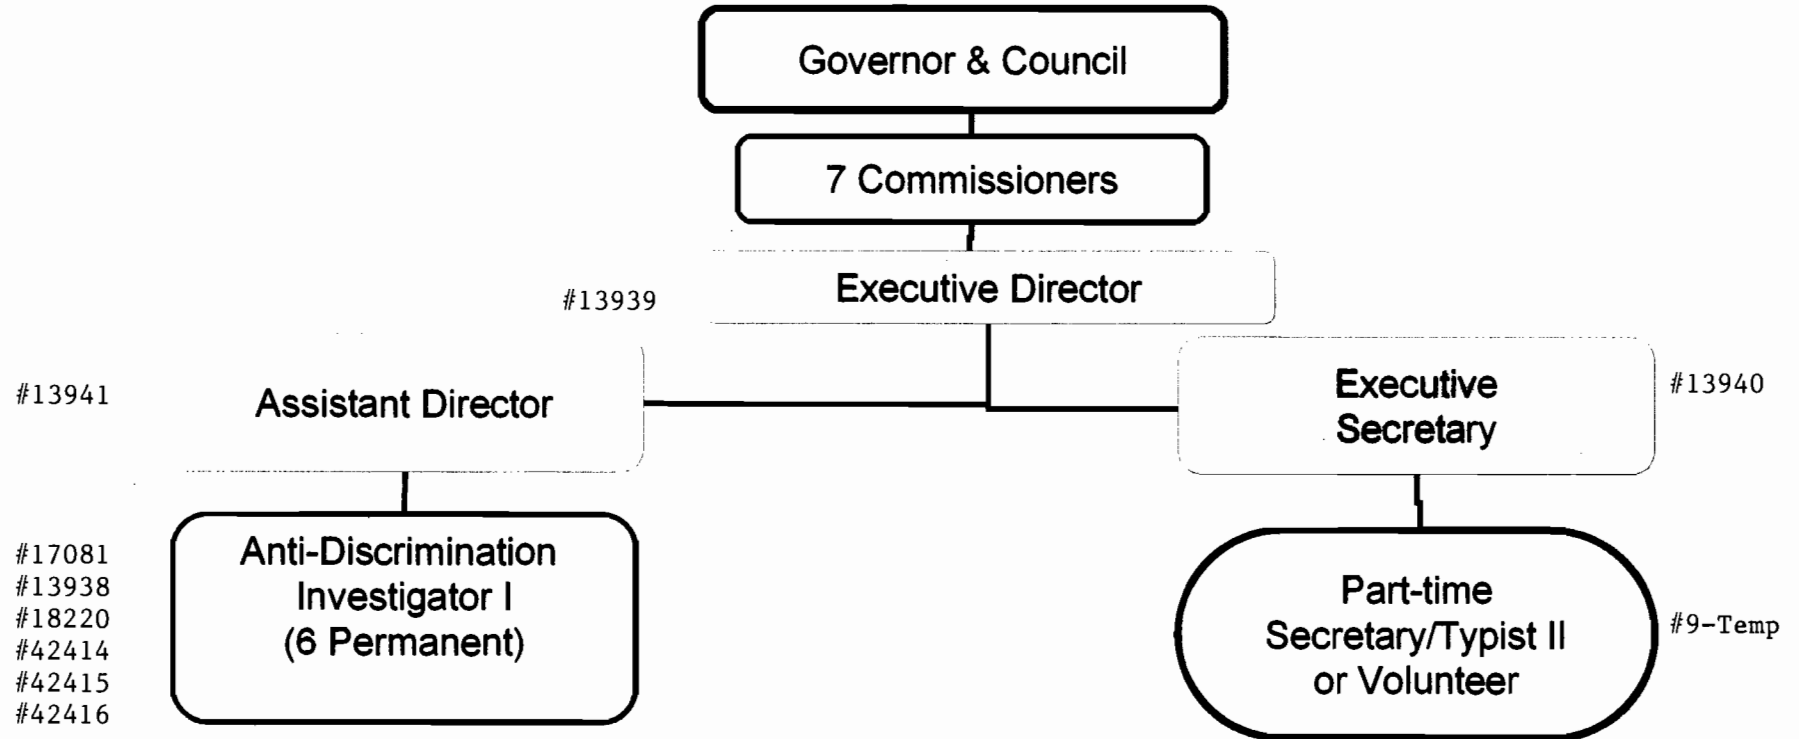 Governor & Council
7 Commissioners
#13939
Executive Director
#13941
Assistant Director
Executive
Secretary
#13940
#17081
#13938
#18220
#42414
#42415
#42416
Anti-Discrimination
Investigator I
(6 Permanent)
Part-time
Secretary/Typist II
or Volunteer
#9-Temp